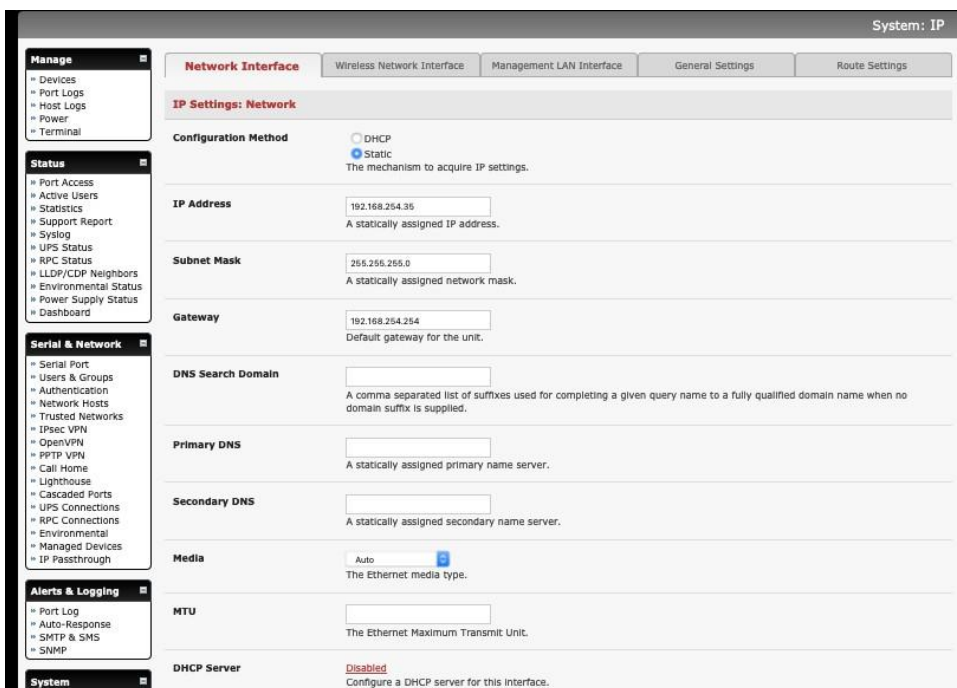 System: IP
Manage
Devices
Port Logs
Host Logs
Power
Terminal
Status
Port Access
Active Users
Statistics
Support Report
Syslog
UPS Status
RPC Status
LLDP/CDP Neighbors
Environmental Status
Power Supply Status
Dashboard
Serial & Network
Serial Port
Users & Groups
Authentication
Network Hosts
Trusted Networks
IPsec VPN
OpenVPN
PPTP VPN
Call Home
Lighthouse
Cascaded Ports
UPS Connections
RPC Connections
Environmental
Managed Devices
IP Passthrough
Alerts & Logging
Port Log
Auto-Response
SMTP & SMS
SNMP
System
Network Interface Wireless Network Interface Management LAN Interface General Settings Route Settings
IP Settings: Network
Configuration Method
DHCP
Static
The mechanism to acquire IP settings.
IP Address
192.168.254.35
A statically assigned IP address.
Subnet Mask
255.255.255.0
A statically assigned network mask.
Gateway
192.168.254.254
Default gateway for the unit.
DNS Search Domain
A comma separated list of suffixes used for completing a given query name to a fully qualified domain name when no
domain suffix is supplied.
Primary DNS
A statically assigned primary name server.
Secondary DNS
A statically assigned secondary name server.
Media
Auto
The Ethernet media type.
MTU
The Ethernet Maximum Transmit Unit.
DHCP Server
Disabled
Configure a DHCP server for this interface.